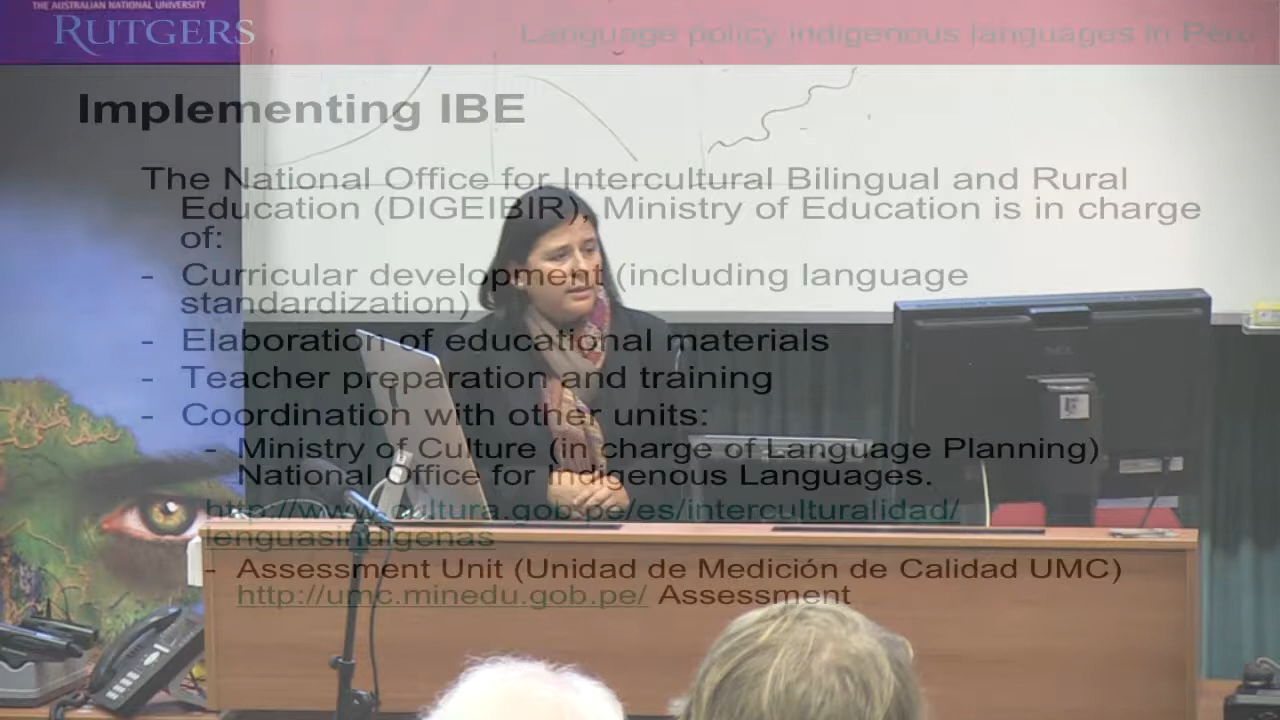 THE AUSTRALIAN NATIONAL UNIVERSITY
RUTGERS
Language policy indigenous languages in Peru
Implementing IBE
The National Office for Intercultural Bilingual and Rural
Education (DIGEIBIR), Ministry of Education is in charge
of:
- Curricular development (including language
standardization)
- Elaboration of educational materials
- Teacher preparation and training
- Coordination with other units:
- Ministry of Culture (in charge of Language Planning)
National Office for Indigenous Languages.
http://www.cultura.gob.pe/es/interculturalidad/
lenguasindigenas
- Assessment Unit (Unidad de Medición de Calidad UMC)
http://umc.minedu.gob.pe/ Assessment